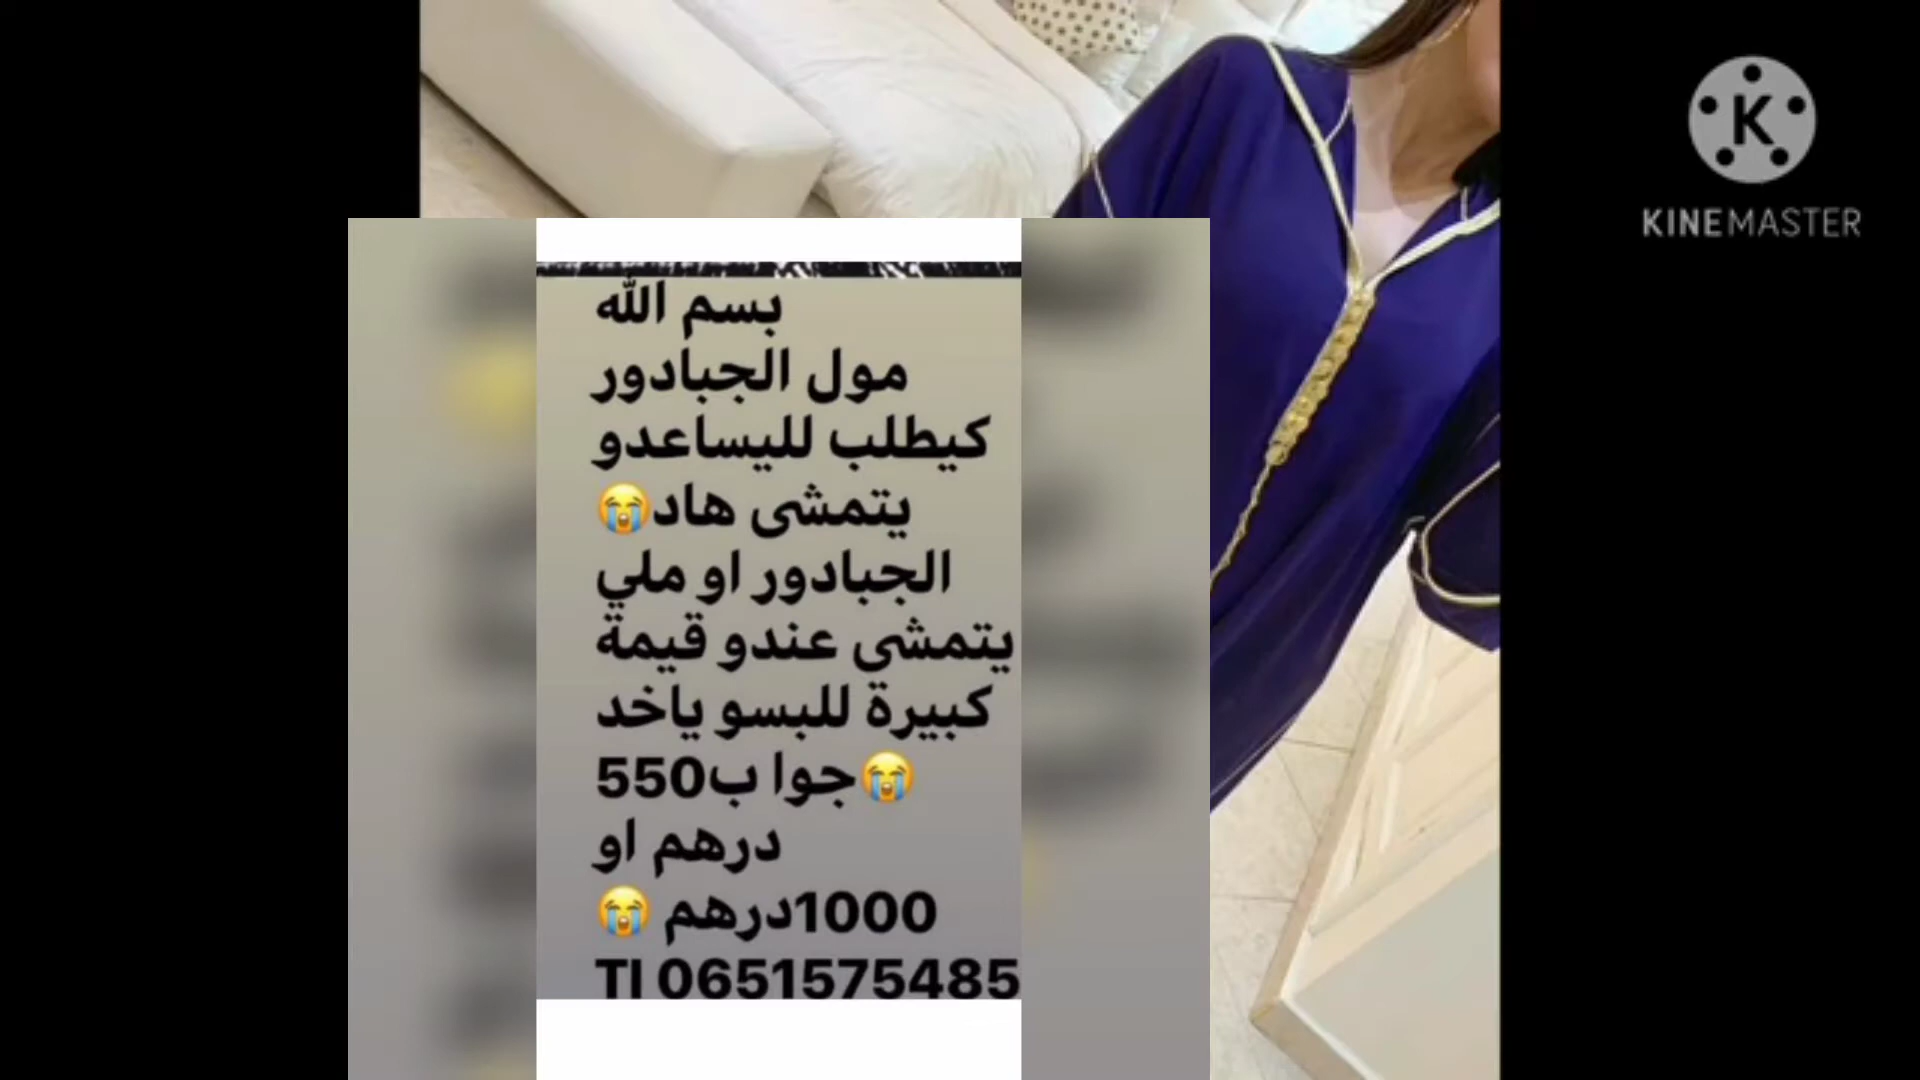 بسم الله
مول الجبادور
كيطلب لليساعدو
يتمشى هاد😭
الجبادور او ملي
يتمشى عندو قيمة
كبيرة للبسو ياخد
😭جوا ب550
درهم او
1000درهم 😭
Tl 0651575485
K
KINEMASTER